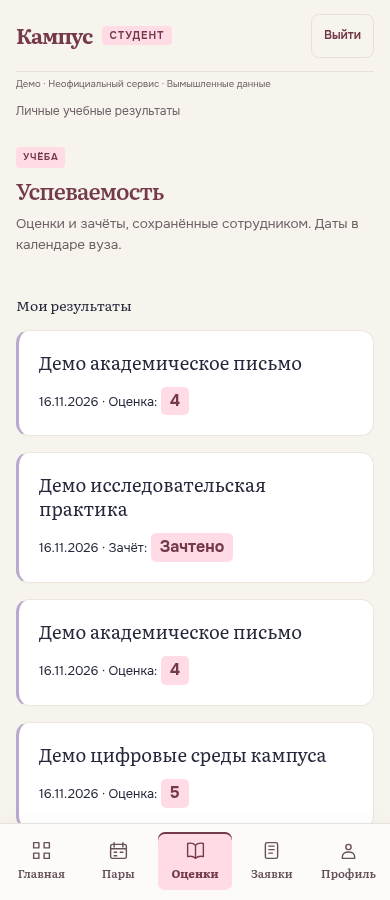 Кампус СТУДЕНТ Выйти
Демо · Неофициальный сервис · Вымышленные данные
Личные учебные результаты
УЧЁБА
Успеваемость
Оценки и зачёты, сохранённые сотрудником. Даты в
календаре вуза.
Мои результаты
Демо академическое письмо
16.11.2026 · Оценка: 4
Демо исследовательская
практика
16.11.2026 · Зачёт: Зачтено
Демо академическое письмо
16.11.2026 · Оценка: 4
Демо цифровые среды кампуса
16.11.2026 · Оценка: 5
Главная Пары Оценки Заявки Профиль